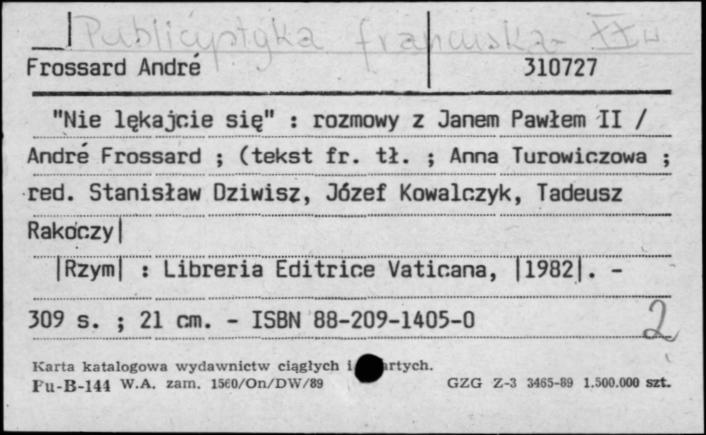 Publicystyka francuska XX w
Frossard André 310727
"Nie lękajcie się" : rozmowy z Janem Pawłem II /
André Frossard ; (tekst fr. tł. ; Anna Turowiczowa ;
red. Stanisław Dziwisz, Józef Kowalczyk, Tadeusz
Rakoczy|
|Rzym| : Libreria Editrice Vaticana, |1982|. -
309 s. ; 21 cm. - ISBN 88-209-1405-0
2
Karta katalogowa wydawnictw ciągłych i artych.
Pu-B-144 W.A. zam. 1560/On/DW/89 GZG Z-3 3465-89 1.500.000 szt.